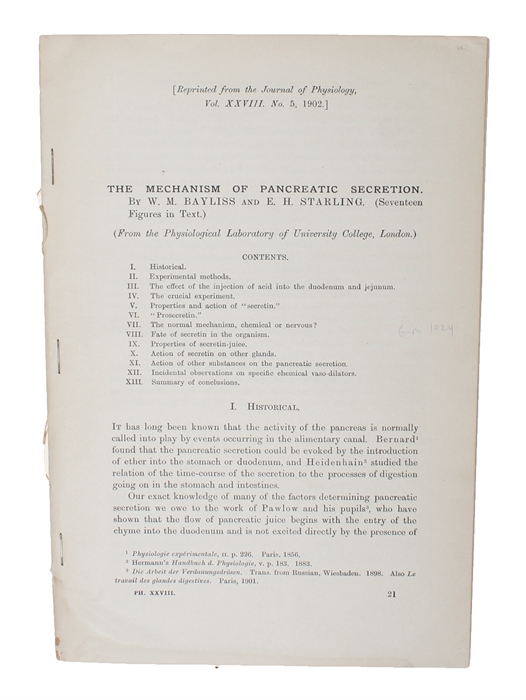 [Reprinted from the Journal of Physiology,
Vol. XXVIII. No. 5, 1902.]
THE MECHANISM OF PANCREATIC SECRETION.
By W. M. BAYLISS AND E. H. STARLING. (Seventeen
Figures in Text.)
(From the Physiological Laboratory of University College, London.)
CONTENTS.
I. Historical.
II. Experimental methods.
III. The effect of the injection of acid into the duodenum and jejunum.
IV. The crucial experiment.
V. Properties and action of "secretin."
VI. "Prosecretin."
VII. The normal mechanism, chemical or nervous?
VIII. Fate of secretin in the organism.
IX. Properties of secretin-juice.
X. Action of secretin on other glands.
XI. Action of other substances on the pancreatic secretion.
XII. Incidental observations on specific chemical vaso-dilators.
XIII. Summary of conclusions.
I. HISTORICAL.
IT has long been known that the activity of the pancreas is normally
called into play by events occurring in the alimentary canal. Bernard¹
found that the pancreatic secretion could be evoked by the introduction
of ether into the stomach or duodenum, and Heidenhain² studied the
relation of the time-course of the secretion to the processes of digestion
going on in the stomach and intestines.
Our exact knowledge of many of the factors determining pancreatic
secretion we owe to the work of Pawlow and his pupils³, who have
shown that the flow of pancreatic juice begins with the entry of the
chyme into the duodenum and is not excited directly by the presence of
¹ Physiologie expérimentale, II. p. 226. Paris, 1856.
² Hermann's Handbuch d. Physiologie, v. p. 183. 1883.
³ Die Arbeit der Verdauungsdrüsen. Trans. from Russian, Wiesbaden. 1898. Also Le
travail des glandes digestives. Paris, 1901.
PH. XXVIII. 21